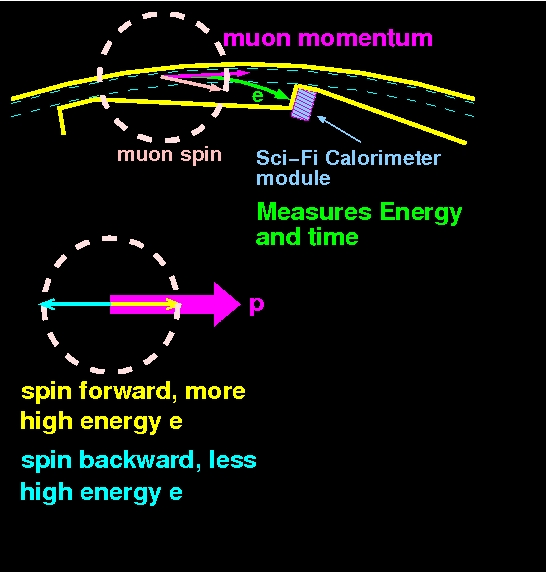 muon momentum
e
muon spin
Sci-Fi Calorimeter
module
Measures Energy
and time
p
spin forward, more
high energy e
spin backward, less
high energy e